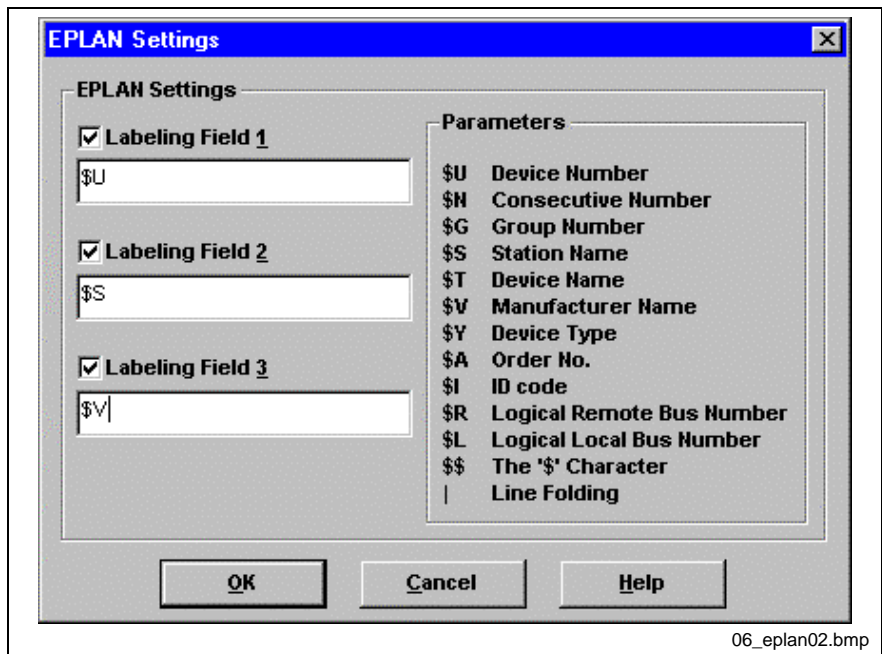 EPLAN Settings
EPLAN Settings
Labeling Field 1
$U
Labeling Field 2
$S
Labeling Field 3
$V
Parameters
$U Device Number
$N Consecutive Number
$G Group Number
$S Station Name
$T Device Name
$V Manufacturer Name
$Y Device Type
$A Order No.
$I ID code
$R Logical Remote Bus Number
$L Logical Local Bus Number
$$ The '$' Character
| Line Folding
OK Cancel Help
06_eplan02.bmp